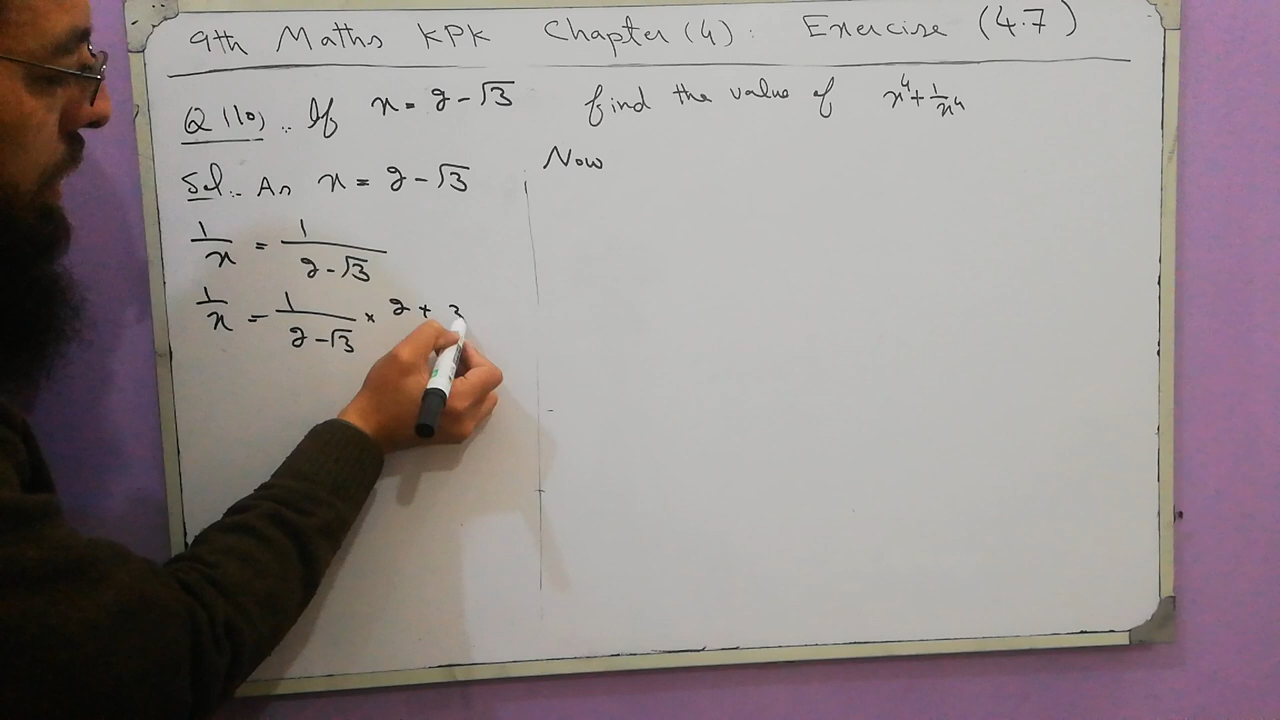 9th Maths KPK Chapter (4): Exercise (4.7)
Q (10) :. If x = 2 - √3 find the value of x⁴ + 1/x⁴
Sol:. As x = 2 - √3
1/x = 1/(2 - √3)
1/x = 1/(2 - √3) × 2 + 3
Now